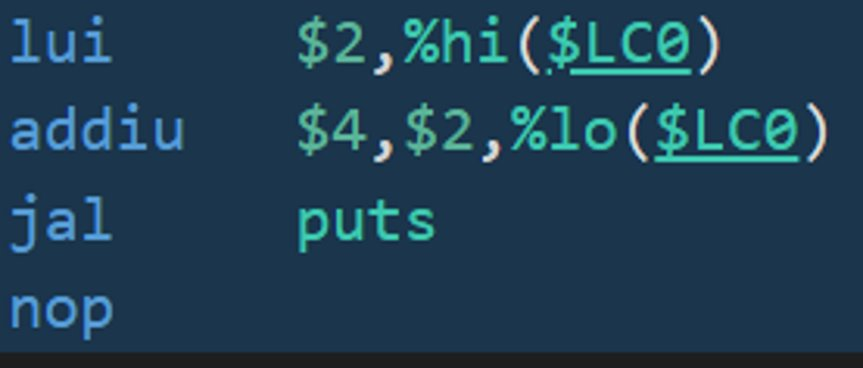 lui $2,%hi($LC0)
addiu $4,$2,%lo($LC0)
jal puts
nop